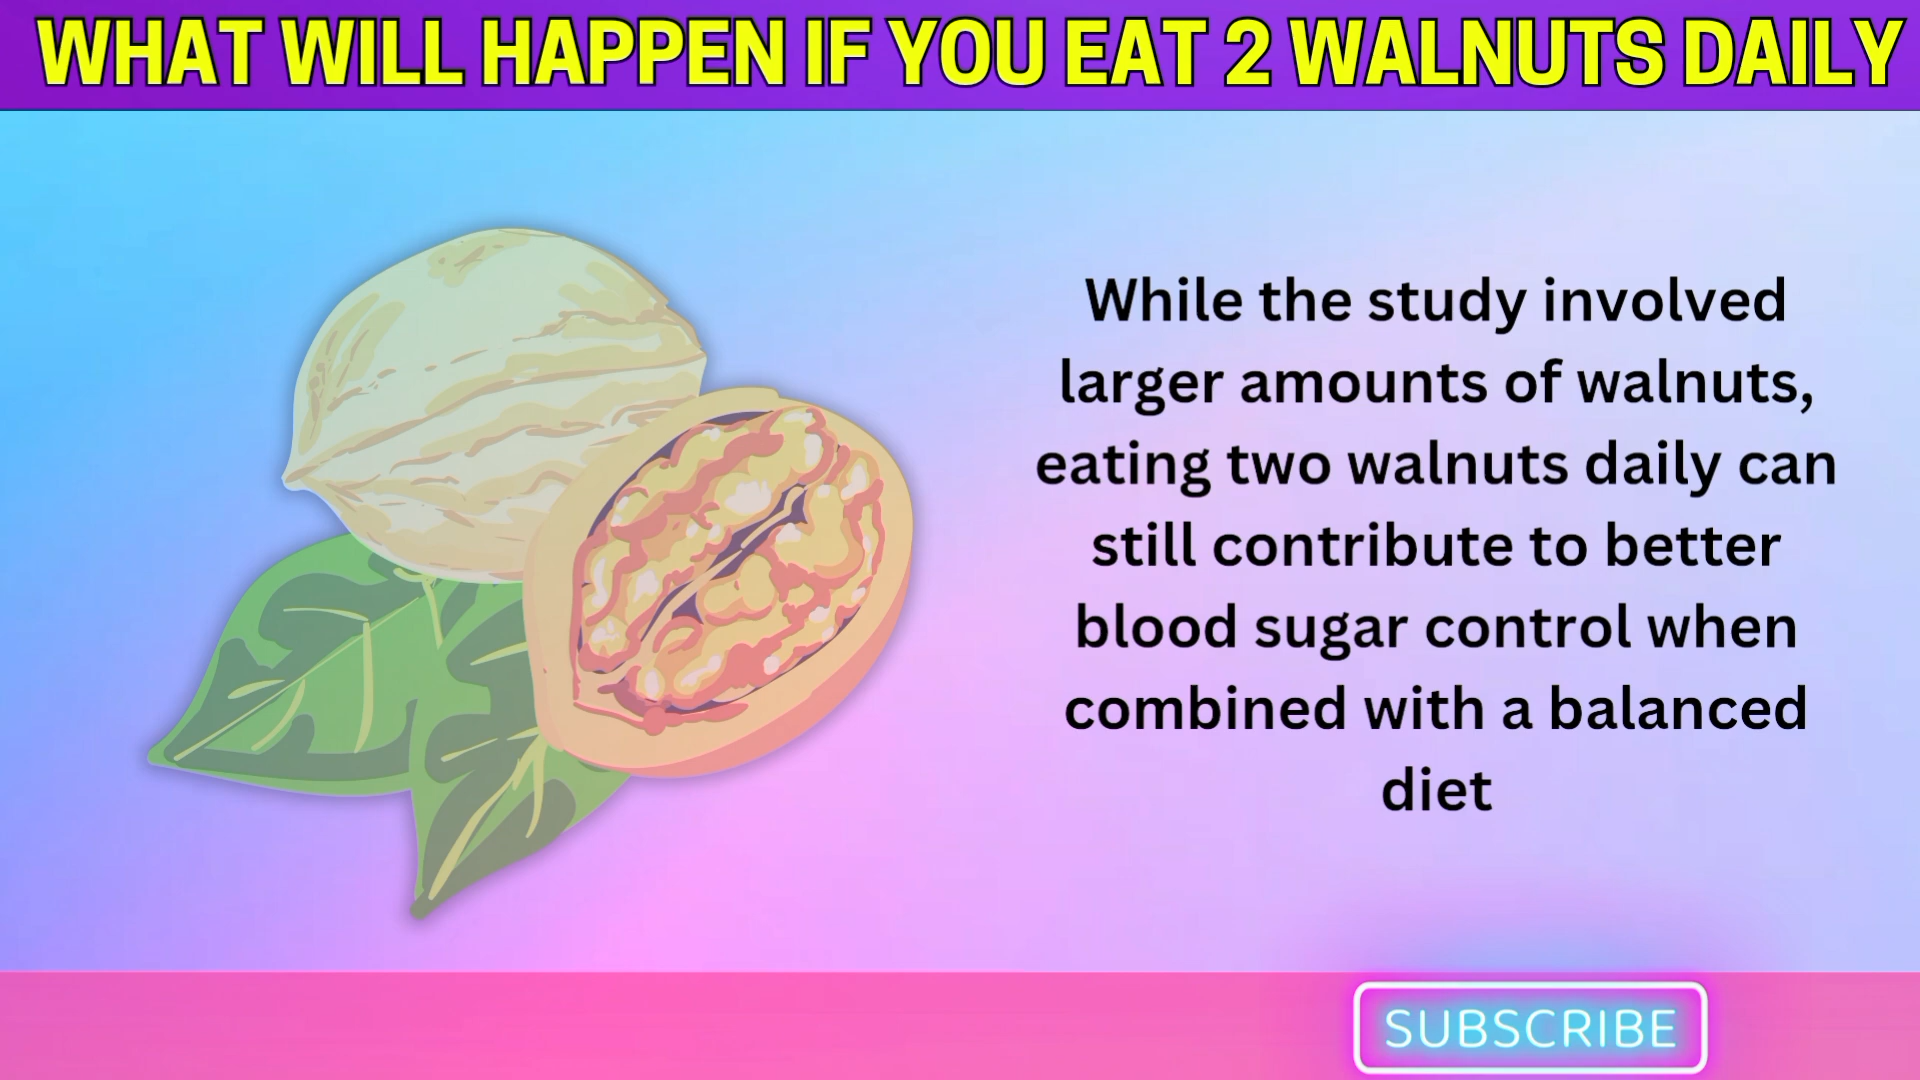 WHAT WILL HAPPEN IF YOU EAT 2 WALNUTS DAILY
While the study involved
larger amounts of walnuts,
eating two walnuts daily can
still contribute to better
blood sugar control when
combined with a balanced
diet
SUBSCRIBE